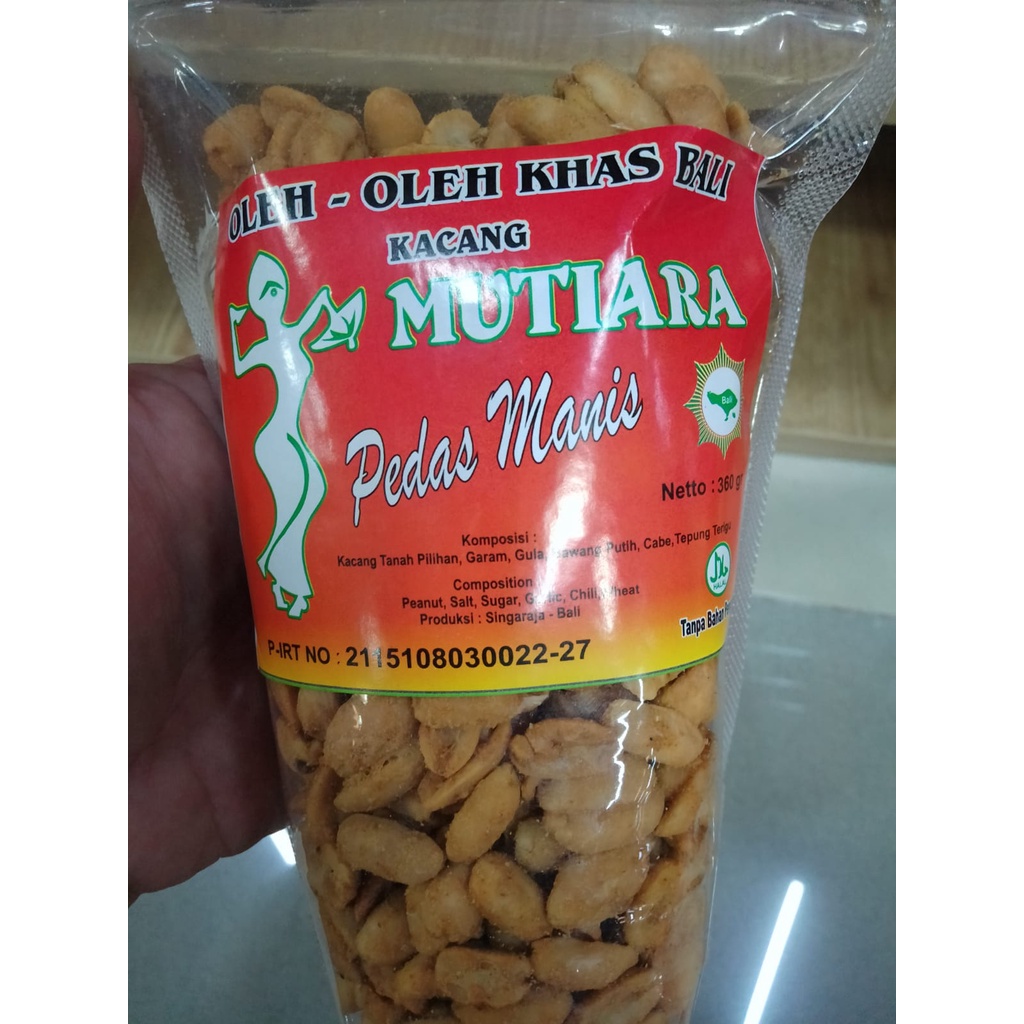 OLEH - OLEH KHAS BALI
KACANG
MUTIARA
Pedas Manis
Bali
Netto : 360 gr
Komposisi :
Kacang Tanah Pilihan, Garam, Gula, Bawang Putih, Cabe, Tepung Terigu
Composition
Peanut, Salt, Sugar, Garlic, Chili, Wheat
Produksi : Singaraja - Bali
HALAL
Tanpa Bahan
P-IRT NO : 2115108030022-27